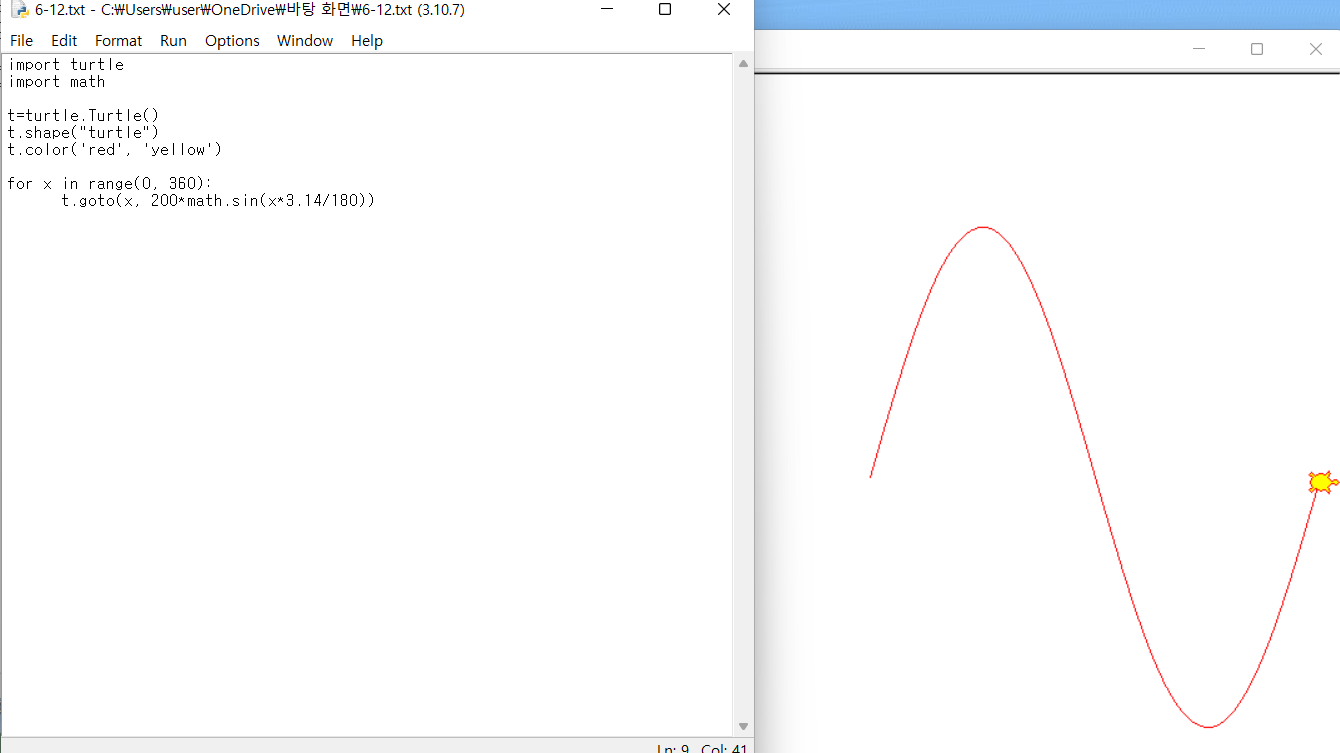 6-12.txt - C:₩Users₩user₩OneDrive₩바탕 화면₩6-12.txt (3.10.7)
File Edit Format Run Options Window Help
import turtle
import math
t=turtle.Turtle()
t.shape("turtle")
t.color('red', 'yellow')
for x in range(0, 360):
t.goto(x, 200*math.sin(x*3.14/180))
Ln: 9 Col: 41